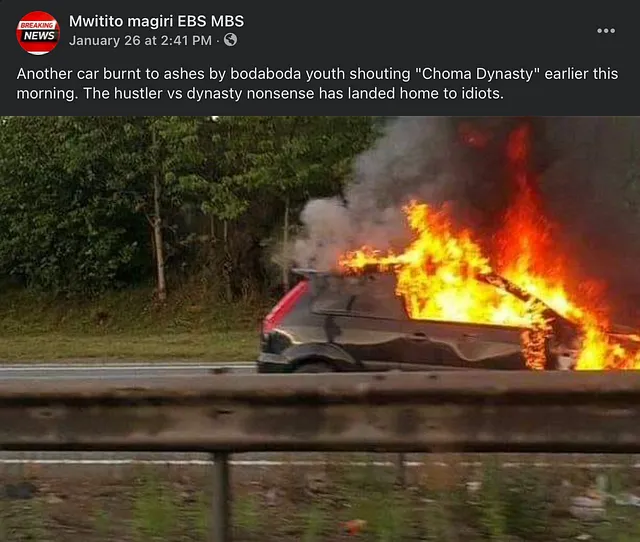 BREAKING
NEWS
Mwitito magiri EBS MBS
January 26 at 2:41 PM ·
Another car burnt to ashes by bodaboda youth shouting "Choma Dynasty" earlier this
morning. The hustler vs dynasty nonsense has landed home to idiots.